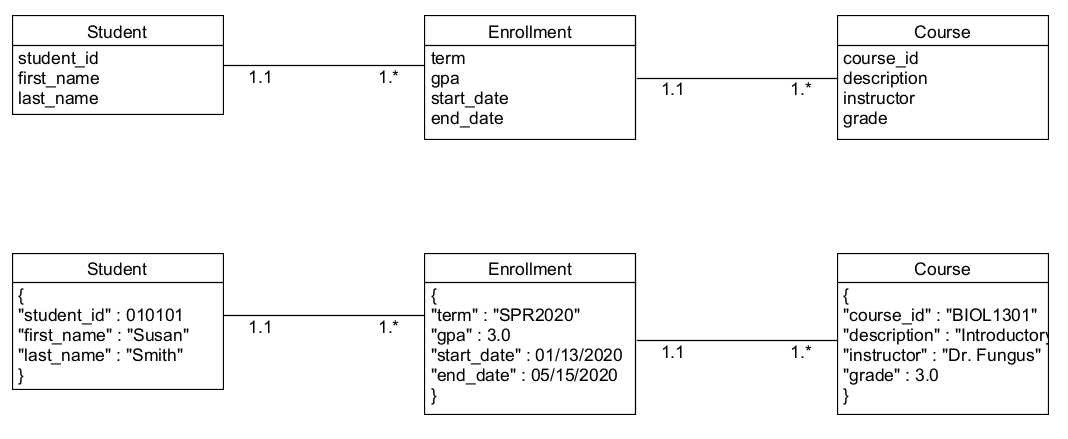 Student
student_id
first_name
last_name
1.1
1.*
Enrollment
term
gpa
start_date
end_date
1.1
1.*
Course
course_id
description
instructor
grade
Student
{
"student_id" : 010101
"first_name" : "Susan"
"last_name" : "Smith"
}
1.1
1.*
Enrollment
{
"term" : "SPR2020"
"gpa" : 3.0
"start_date" : 01/13/2020
"end_date" : 05/15/2020
}
1.1
1.*
Course
{
"course_id" : "BIOL1301"
"description" : "Introductory
"instructor" : "Dr. Fungus"
"grade" : 3.0
}